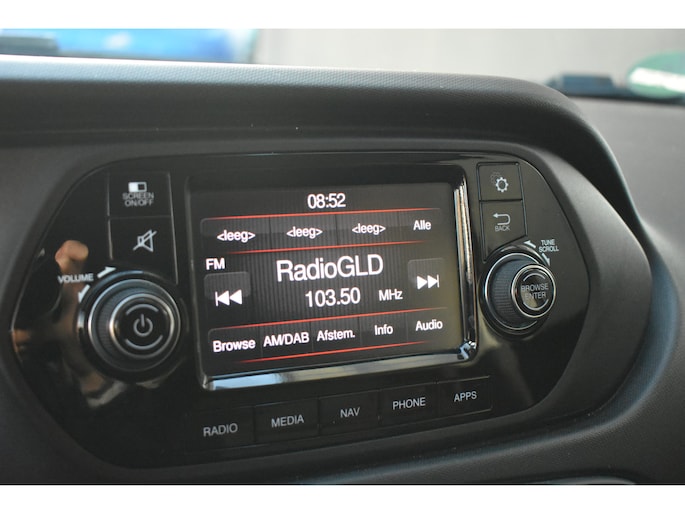 SCREEN
ON/OFF
VOLUME
08:52
<leeg> <leeg> <leeg> Alle
FM
RadioGLD
103.50 MHz
Browse AM/DAB Afstem. Info Audio
BACK
TUNE
SCROLL
BROWSE
ENTER
RADIO MEDIA NAV PHONE APPS